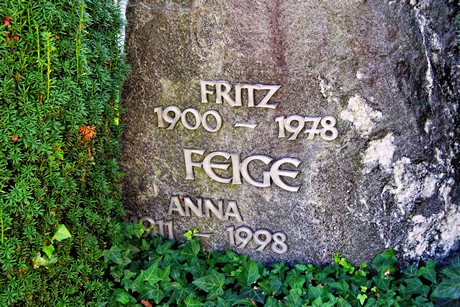 FRITZ
1900 – 1978
FEIGE
ANNA
1911 – 1998